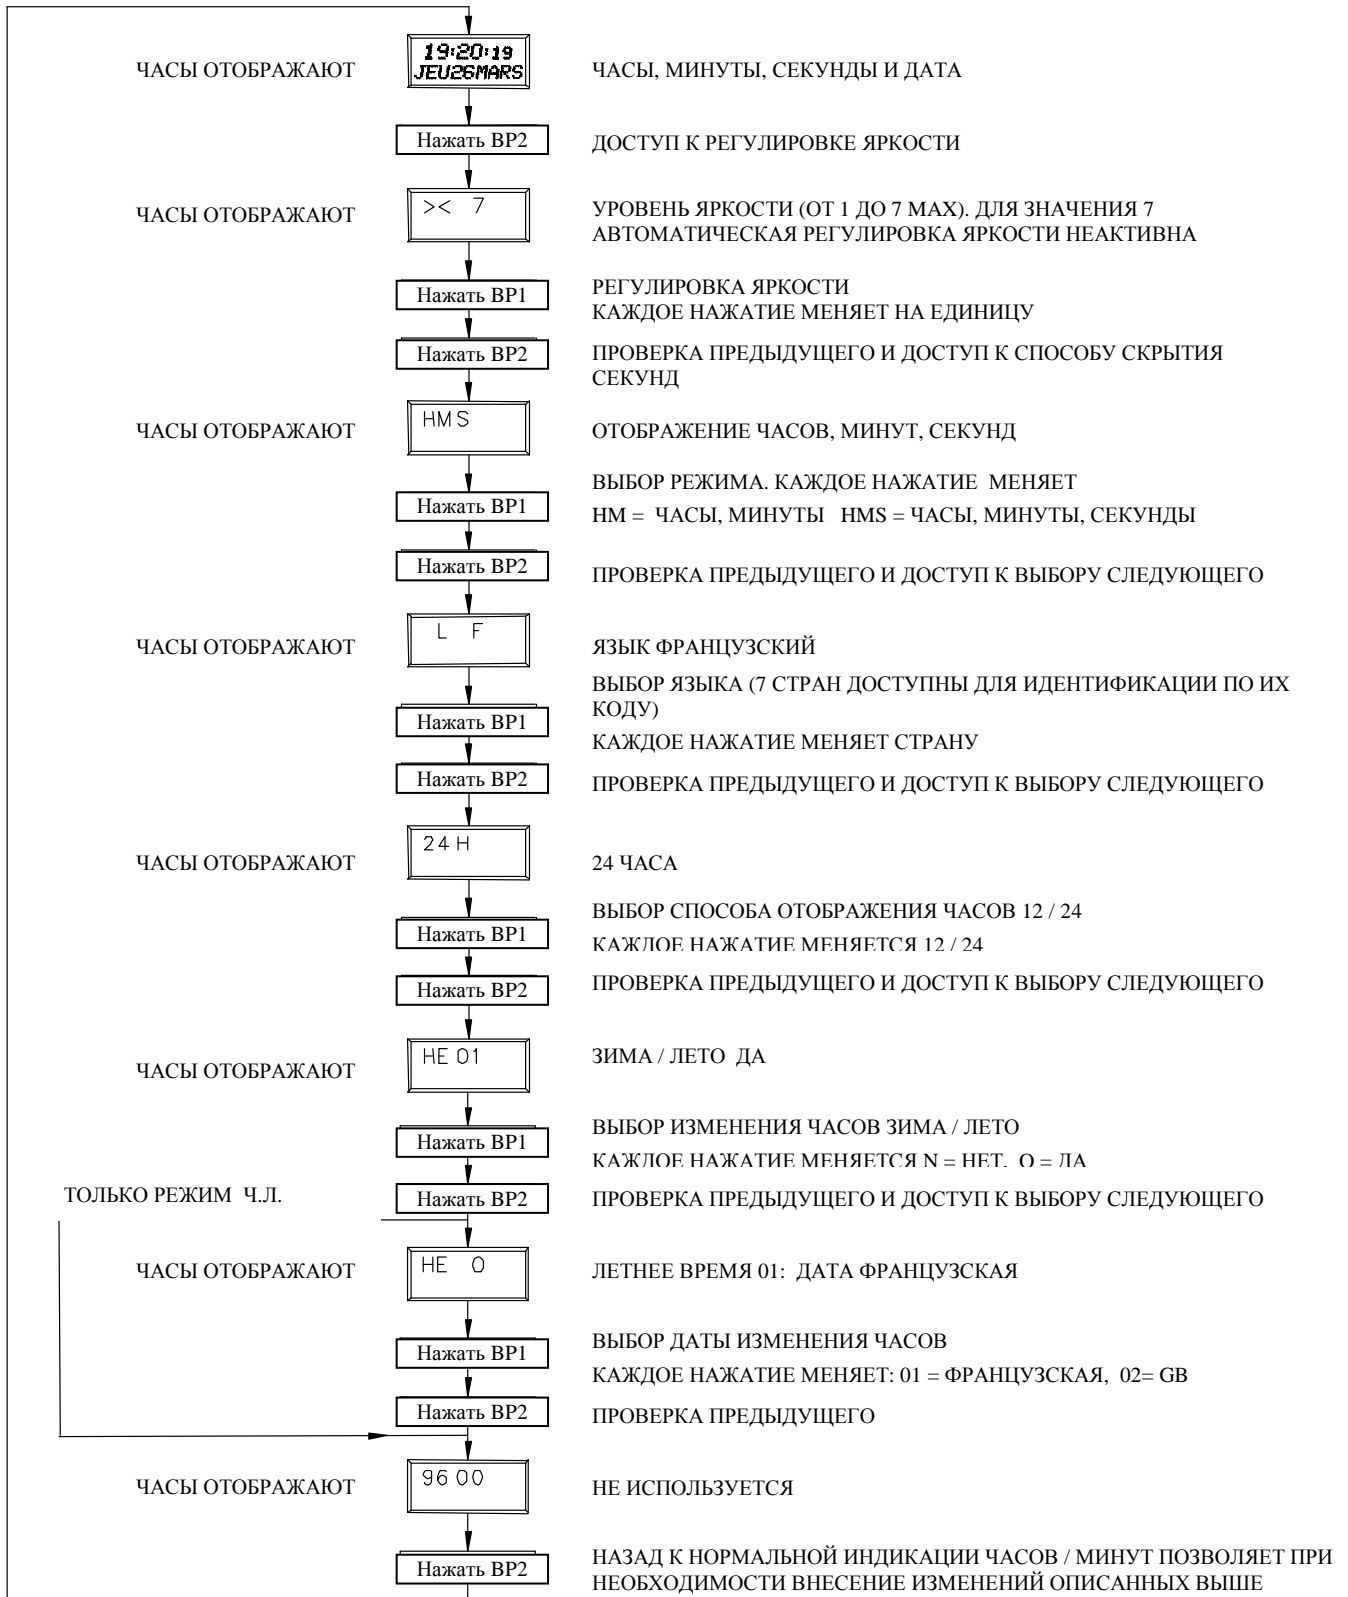 19:20:19
ЧАСЫ ОТОБРАЖАЮТ
JEU26MARS
ЧАСЫ, МИНУТЫ, СЕКУНДЫ И ДАТА
Нажать BP2
ДОСТУП К РЕГУЛИРОВКЕ ЯРКОСТИ
ЧАСЫ ОТОБРАЖАЮТ
>< 7
УРОВЕНЬ ЯРКОСТИ (ОТ 1 ДО 7 MAX). ДЛЯ ЗНАЧЕНИЯ 7
АВТОМАТИЧЕСКАЯ РЕГУЛИРОВКА ЯРКОСТИ НЕАКТИВНА
Нажать BP1
РЕГУЛИРОВКА ЯРКОСТИ
КАЖДОЕ НАЖАТИЕ МЕНЯЕТ НА ЕДИНИЦУ
Нажать BP2
ПРОВЕРКА ПРЕДЫДУЩЕГО И ДОСТУП К СПОСОБУ СКРЫТИЯ
СЕКУНД
ЧАСЫ ОТОБРАЖАЮТ
HMS
ОТОБРАЖЕНИЕ ЧАСОВ, МИНУТ, СЕКУНД
Нажать BP1
ВЫБОР РЕЖИМА. КАЖДОЕ НАЖАТИЕ МЕНЯЕТ
HM = ЧАСЫ, МИНУТЫ HMS = ЧАСЫ, МИНУТЫ, СЕКУНДЫ
Нажать BP2
ПРОВЕРКА ПРЕДЫДУЩЕГО И ДОСТУП К ВЫБОРУ СЛЕДУЮЩЕГО
ЧАСЫ ОТОБРАЖАЮТ
L F
ЯЗЫК ФРАНЦУЗСКИЙ
ВЫБОР ЯЗЫКА (7 СТРАН ДОСТУПНЫ ДЛЯ ИДЕНТИФИКАЦИИ ПО ИХ
КОДУ)
Нажать BP1
КАЖДОЕ НАЖАТИЕ МЕНЯЕТ СТРАНУ
Нажать BP2
ПРОВЕРКА ПРЕДЫДУЩЕГО И ДОСТУП К ВЫБОРУ СЛЕДУЮЩЕГО
ЧАСЫ ОТОБРАЖАЮТ
24 H
24 ЧАСА
Нажать BP1
ВЫБОР СПОСОБА ОТОБРАЖЕНИЯ ЧАСОВ 12 / 24
КАЖДОЕ НАЖАТИЕ МЕНЯЕТСЯ 12 / 24
Нажать BP2
ПРОВЕРКА ПРЕДЫДУЩЕГО И ДОСТУП К ВЫБОРУ СЛЕДУЮЩЕГО
ЧАСЫ ОТОБРАЖАЮТ
HE 01
ЗИМА / ЛЕТО ДА
Нажать BP1
ВЫБОР ИЗМЕНЕНИЯ ЧАСОВ ЗИМА / ЛЕТО
КАЖДОЕ НАЖАТИЕ МЕНЯЕТСЯ N = НЕТ, O = ДА
ТОЛЬКО РЕЖИМ Ч.Л.
Нажать BP2
ПРОВЕРКА ПРЕДЫДУЩЕГО И ДОСТУП К ВЫБОРУ СЛЕДУЮЩЕГО
ЧАСЫ ОТОБРАЖАЮТ
HE O
ЛЕТНЕЕ ВРЕМЯ 01: ДАТА ФРАНЦУЗСКАЯ
Нажать BP1
ВЫБОР ДАТЫ ИЗМЕНЕНИЯ ЧАСОВ
КАЖДОЕ НАЖАТИЕ МЕНЯЕТ: 01 = ФРАНЦУЗСКАЯ, 02= GB
Нажать BP2
ПРОВЕРКА ПРЕДЫДУЩЕГО
ЧАСЫ ОТОБРАЖАЮТ
96 00
НЕ ИСПОЛЬЗУЕТСЯ
Нажать BP2
НАЗАД К НОРМАЛЬНОЙ ИНДИКАЦИИ ЧАСОВ / МИНУТ ПОЗВОЛЯЕТ ПРИ
НЕОБХОДИМОСТИ ВНЕСЕНИЕ ИЗМЕНЕНИЙ ОПИСАННЫХ ВЫШЕ